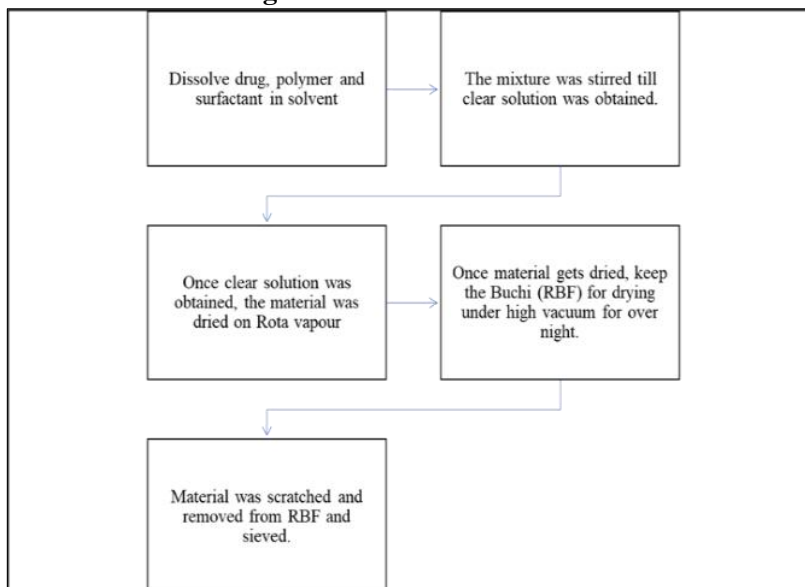 Dissolve drug, polymer and
surfactant in solvent
The mixture was stirred till
clear solution was obtained.
Once clear solution was
obtained, the material was
dried on Rota vapour
Once material gets dried, keep
the Buchi (RBF) for drying
under high vacuum for over
night.
Material was scratched and
removed from RBF and
sieved.